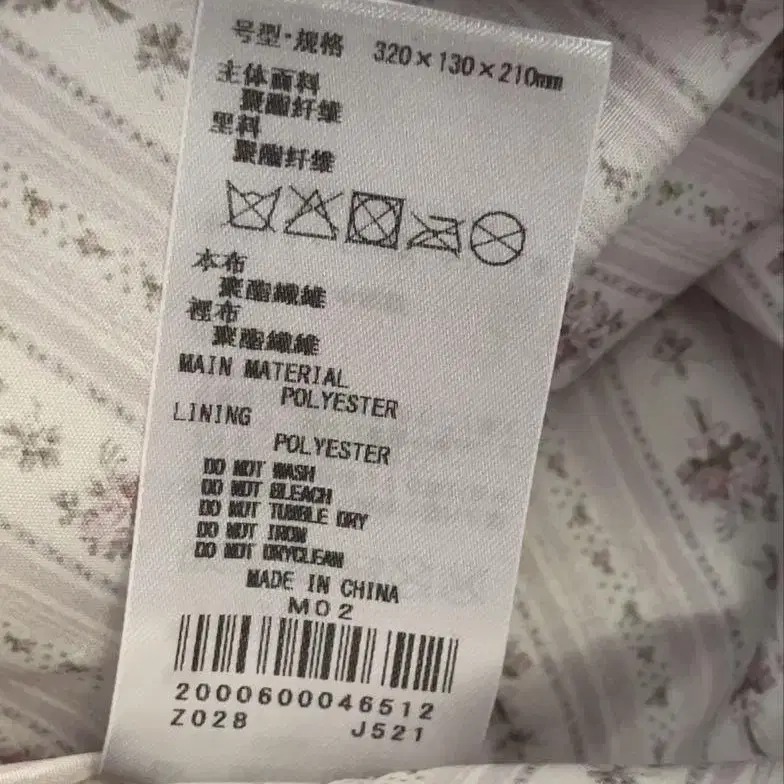 号型·规格 320×130×210mm
主体面料
聚酯纤维
里料
聚酯纤维
本布
聚酯纖維
裡布
聚酯纖維
MAIN MATERIAL
POLYESTER
LINING
POLYESTER
DO NOT WASH
DO NOT BLEACH
DO NOT TUMBLE DRY
DO NOT IRON
DO NOT DRYCLEAN
MADE IN CHINA
M02
2000600046512
Z028 J521